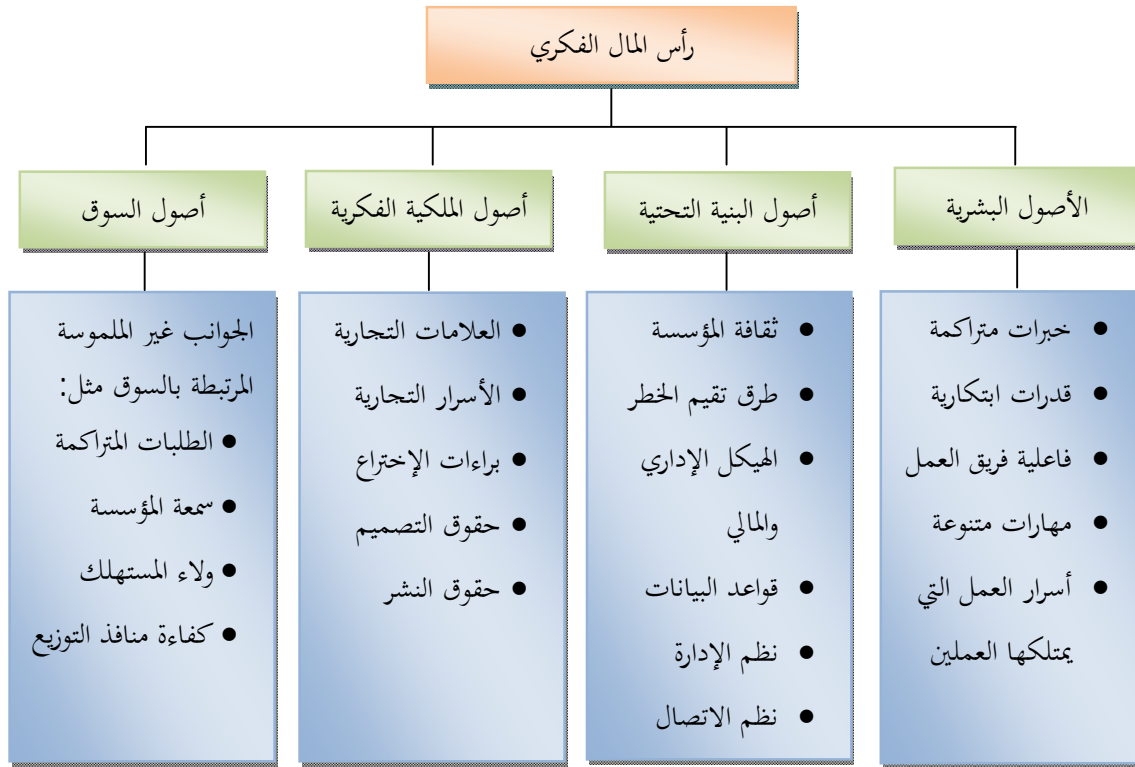 رأس المال الفكري
الأصول البشرية
أصول البنية التحتية
أصول الملكية الفكرية
أصول السوق
● خبرات متراكمة
● قدرات ابتكارية
● فاعلية فريق العمل
● مهارات متنوعة
● أسرار العمل التي
يمتلكها العملين
● ثقافة المؤسسة
● طرق تقيم الخطر
● الهيكل الإداري
والمالي
● قواعد البيانات
● نظم الإدارة
● نظم الاتصال
● العلامات التجارية
● الأسرار التجارية
● براءات الإختراع
● حقوق التصميم
● حقوق النشر
الجوانب غير الملموسة
المرتبطة بالسوق مثل:
● الطلبات المتراكمة
● سمعة المؤسسة
● ولاء المستهلك
● كفاءة منافذ التوزيع